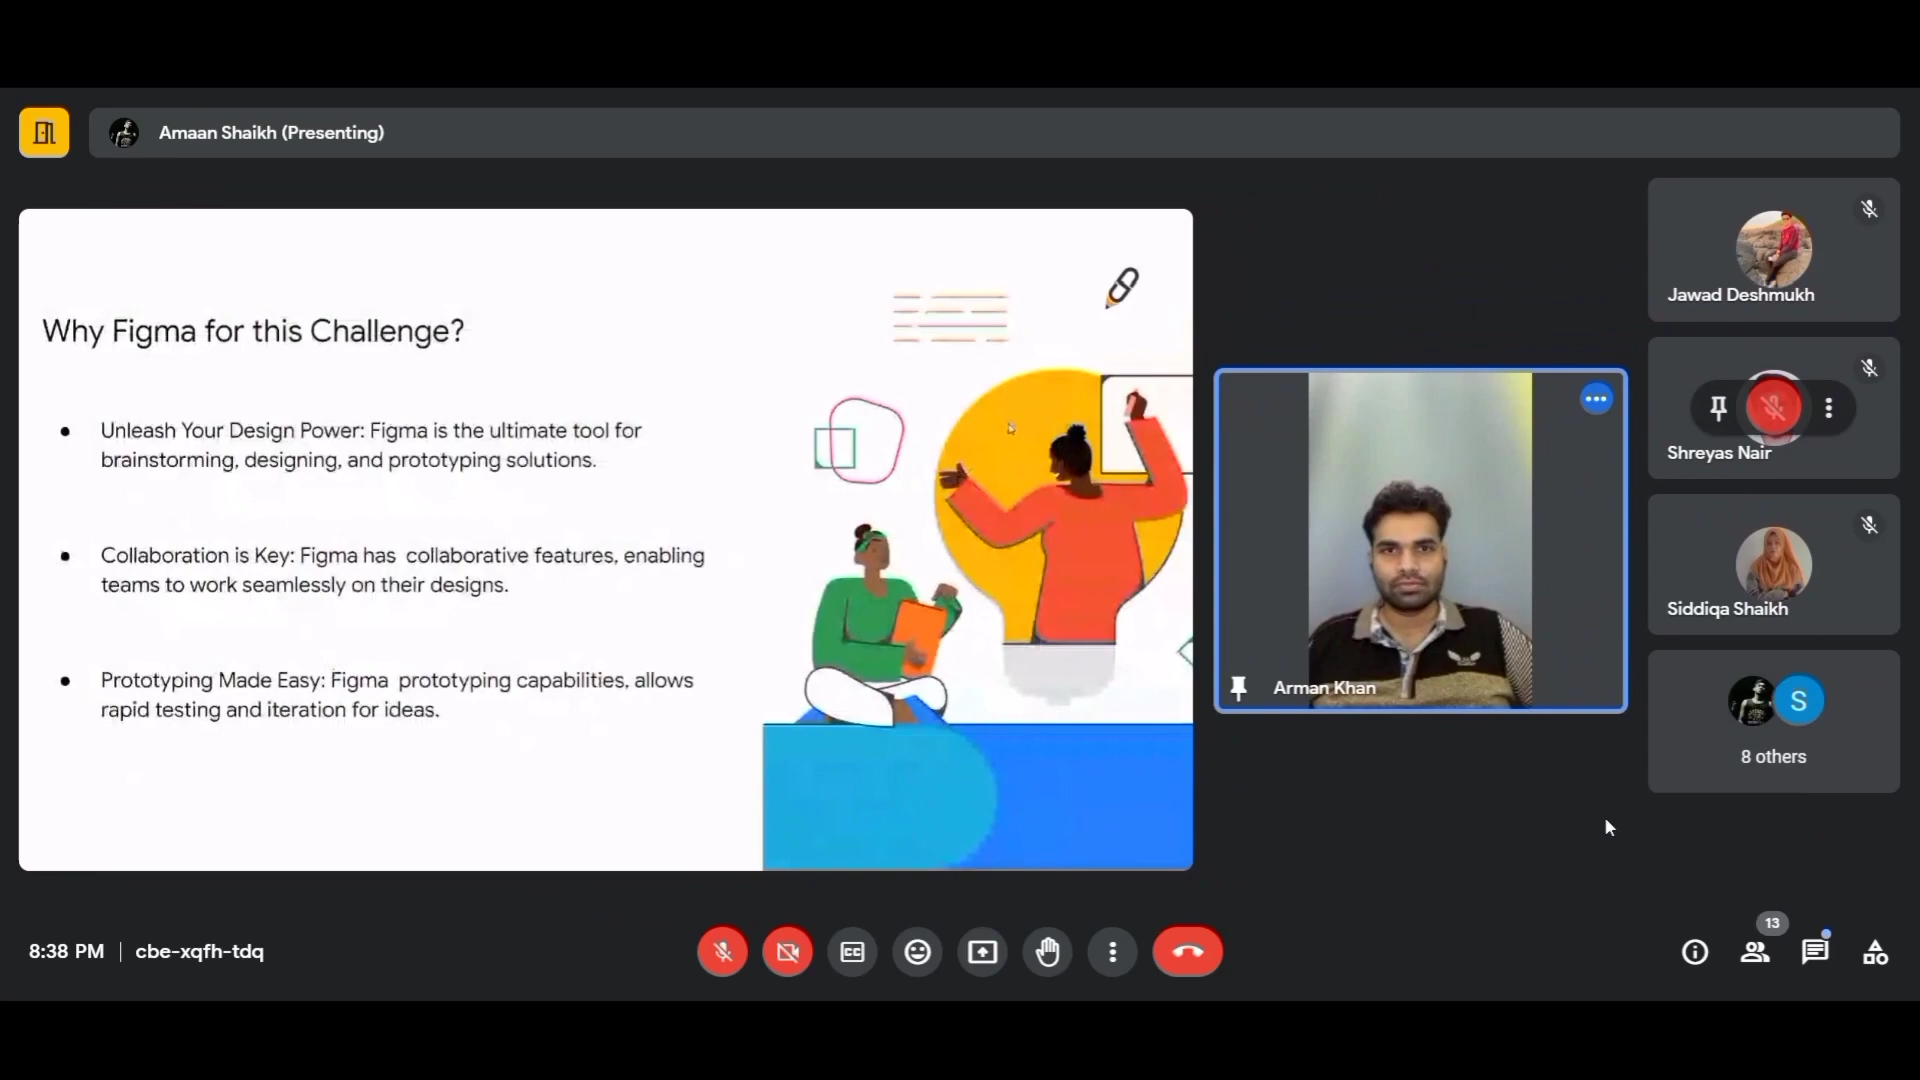 Amaan Shaikh (Presenting)
Why Figma for this Challenge?
● Unleash Your Design Power: Figma is the ultimate tool for
brainstorming, designing, and prototyping solutions.
● Collaboration is Key: Figma has collaborative features, enabling
teams to work seamlessly on their designs.
● Prototyping Made Easy: Figma prototyping capabilities, allows
rapid testing and iteration for ideas.
Arman Khan
Jawad Deshmukh
Shreyas Nair
Siddiqa Shaikh
S
8 others
8:38 PM | cbe-xqfh-tdq
CC
13